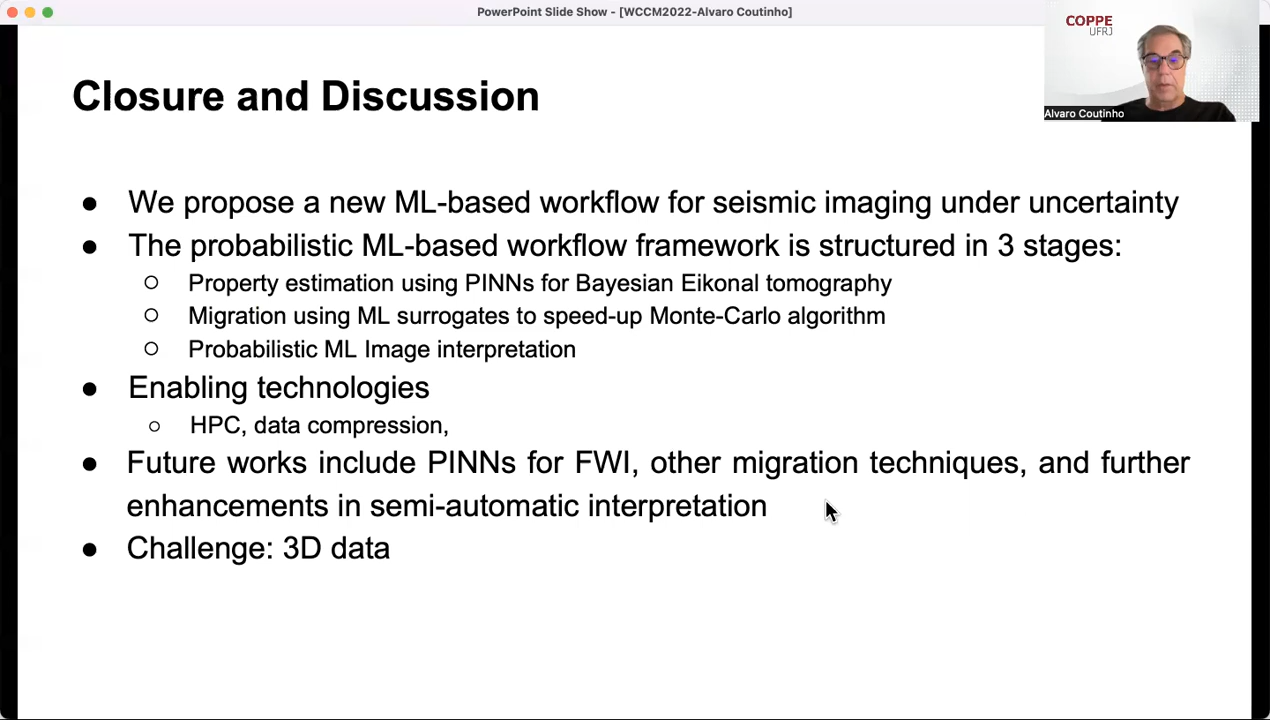 PowerPoint Slide Show - [WCCM2022-Alvaro Coutinho]
COPPE
UFRJ
Alvaro Coutinho
Closure and Discussion
● We propose a new ML-based workflow for seismic imaging under uncertainty
● The probabilistic ML-based workflow framework is structured in 3 stages:
○ Property estimation using PINNs for Bayesian Eikonal tomography
○ Migration using ML surrogates to speed-up Monte-Carlo algorithm
○ Probabilistic ML Image interpretation
● Enabling technologies
○ HPC, data compression,
● Future works include PINNs for FWI, other migration techniques, and further
enhancements in semi-automatic interpretation
● Challenge: 3D data